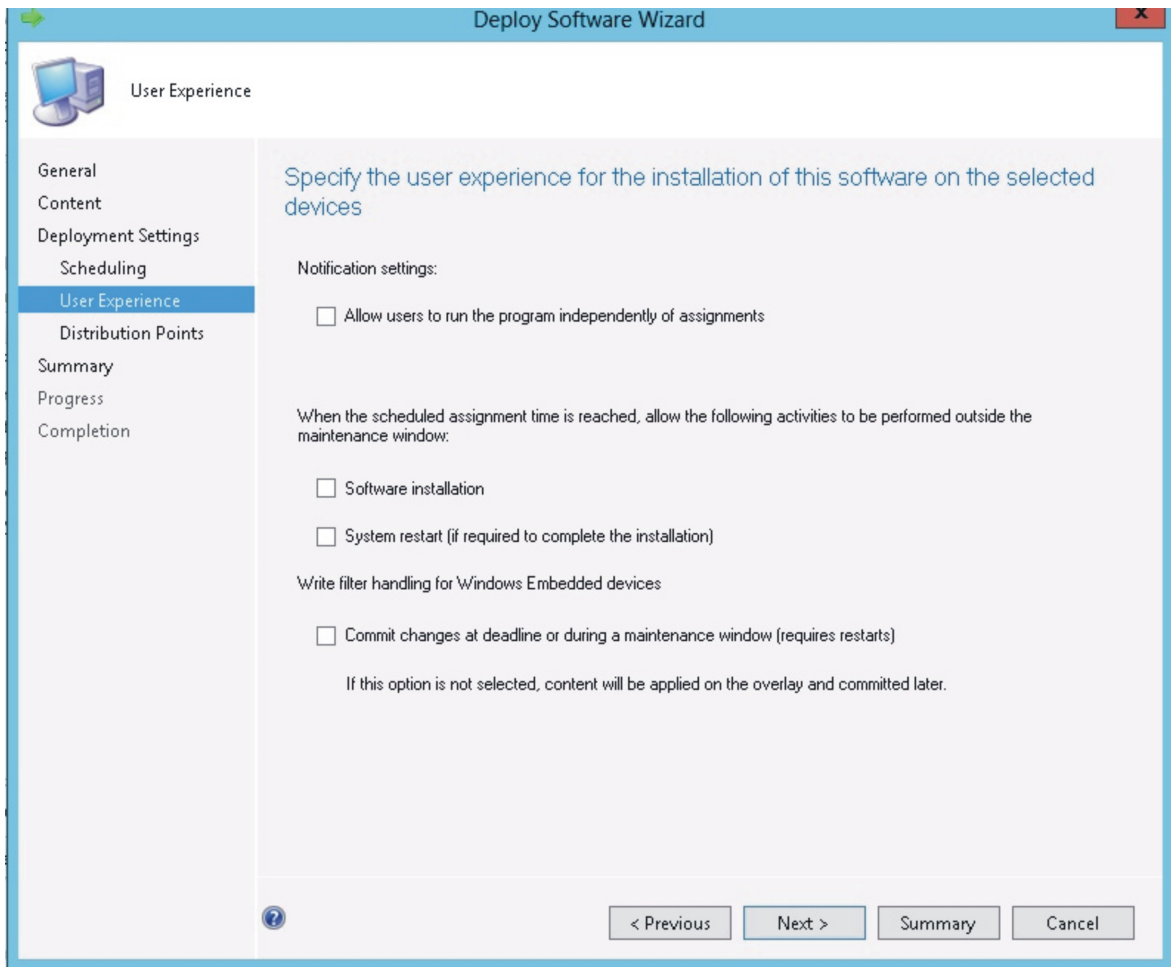 Deploy Software Wizard
x
User Experience
General
Content
Deployment Settings
Scheduling
User Experience
Distribution Points
Summary
Progress
Completion
Specify the user experience for the installation of this software on the selected
devices
Notification settings:
Allow users to run the program independently of assignments
When the scheduled assignment time is reached, allow the following activities to be performed outside the
maintenance window:
Software installation
System restart (if required to complete the installation)
Write filter handling for Windows Embedded devices
Commit changes at deadline or during a maintenance window (requires restarts)
If this option is not selected, content will be applied on the overlay and committed later.
?
< Previous
Next >
Summary
Cancel